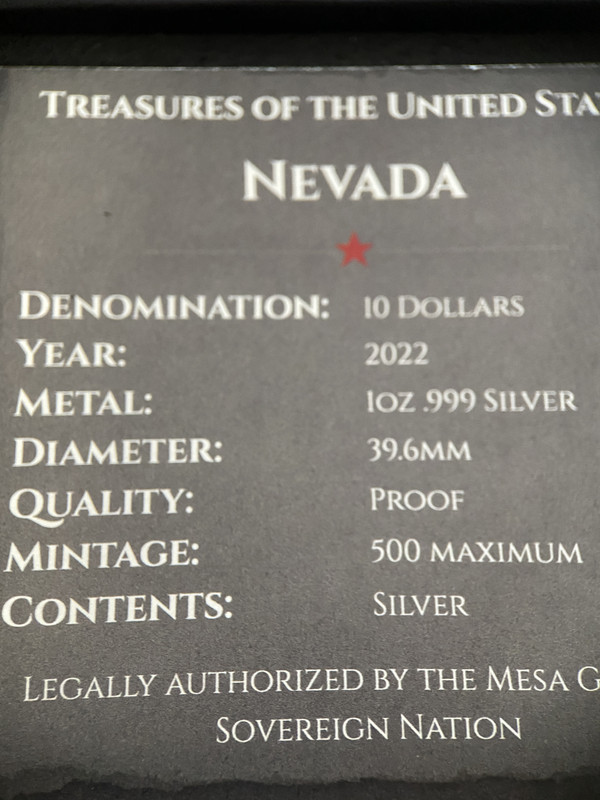 TREASURES OF THE UNITED STA
NEVADA
DENOMINATION: 10 DOLLARS
YEAR: 2022
METAL: 1OZ .999 SILVER
DIAMETER: 39.6MM
QUALITY: PROOF
MINTAGE: 500 MAXIMUM
CONTENTS: SILVER
LEGALLY AUTHORIZED BY THE MESA G
SOVEREIGN NATION